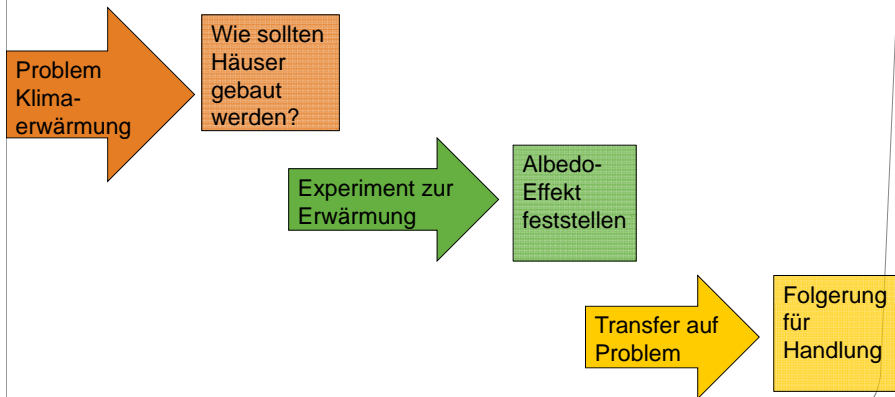 Problem
Klima-
erwärmung
Wie sollten
Häuser
gebaut
werden?
Experiment zur
Erwärmung
Albedo-
Effekt
feststellen
Transfer auf
Problem
Folgerung
für
Handlung